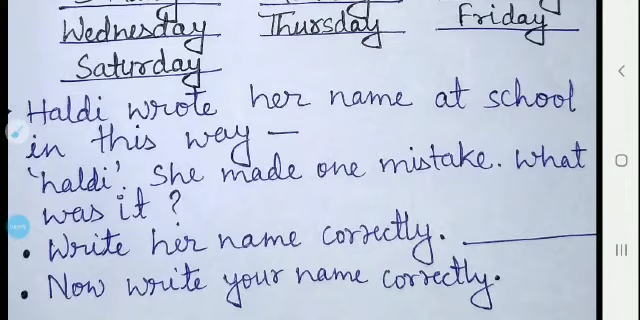 Wednesday Thursday Friday
Saturday
Haldi wrote her name at school
in this way —
'haldi'. She made one mistake. What
was it ?
• Write her name correctly. ________
• Now write your name correctly.